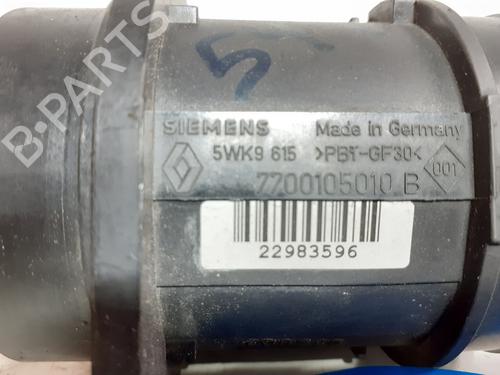 5
B-PARTS
SIEMENS Made in Germany
5WK9 615 >PBT-GF30<
7700105010 B 001
22983596